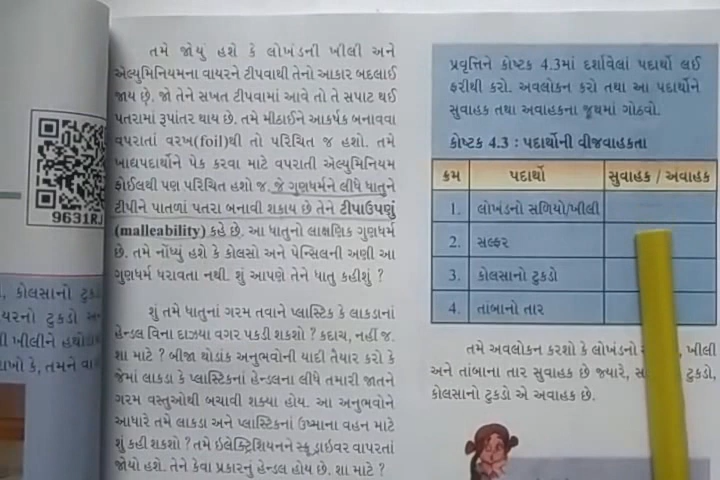 તમે જોયું હશે કે લોખંડની ખીલી અને
એલ્યુમિનિયમના વાયરને ટીપવાથી તેનો આકાર બદલાઈ
જાય છે. જો તેને સખત ટીપવામાં આવે તો તે સપાટ થઈ
પતરામાં રૂપાંતર થાય છે. તમે મીઠાઈને આકર્ષક બનાવવા
વપરાતાં વરખ(foil)થી તો પરિચિત જ હશો. તમે
ખાદ્યપદાર્થોને પેક કરવા માટે વપરાતી એલ્યુમિનિયમ
ફોઈલથી પણ પરિચિત હશો જ. જે ગુણધર્મને લીધે ધાતુને
ટીપીને પાતળાં પતરા બનાવી શકાય છે તેને ટીપાઉપણું
(malleability) કહે છે. આ ધાતુનો લાક્ષણિક ગુણધર્મ
છે. તમે નોંધ્યું હશે કે કોલસો અને પેન્સિલની અણી આ
ગુણધર્મ ધરાવતા નથી. શું આપણે તેને ધાતુ કહીશું ?
શું તમે ધાતુનાં ગરમ તવાને પ્લાસ્ટિક કે લાકડાનાં
હેન્ડલ વિના દાઝ્યા વગર પકડી શકશો ? કદાચ, નહીં જ.
શા માટે ? બીજા થોડાંક અનુભવોની યાદી તૈયાર કરો કે
જેમાં લાકડા કે પ્લાસ્ટિકનાં હેન્ડલના લીધે તમારી જાતને
ગરમ વસ્તુઓથી બચાવી શક્યા હોય. આ અનુભવોને
આધારે તમે લાકડા અને પ્લાસ્ટિકનાં ઉષ્માના વહન માટે
શું કહી શકશો ? તમે ઇલેક્ટ્રિશિયનને સ્ક્રૂ ડ્રાઇવર વાપરતાં
જોયો હશે. તેને કેવા પ્રકારનું હેન્ડલ હોય છે. શા માટે ?
9631RJ
, કોલસાનો
યરનો ટુકડો
ખીલીને
કે, તમને
પ્રવૃત્તિને કોષ્ટક 4.3માં દર્શાવેલાં પદાર્થો લઈ
ફરીથી કરો. અવલોકન કરો તથા આ પદાર્થોને
સુવાહક તથા અવાહકના જૂથમાં ગોઠવો.
કોષ્ટક 4.3 : પદાર્થોની વીજવાહકતા
ક્રમ પદાર્થો સુવાહક / અવાહક
1. લોખંડનો સળિયો/ખીલી
2. સલ્ફર
3. કોલસાનો ટુકડો
4. તાંબાનો તાર
તમે અવલોકન કરશો કે લોખંડનો , ખીલી
અને તાંબાના તાર સુવાહક છે જ્યારે, ટુકડો,
કોલસાનો ટુકડો એ અવાહક છે.